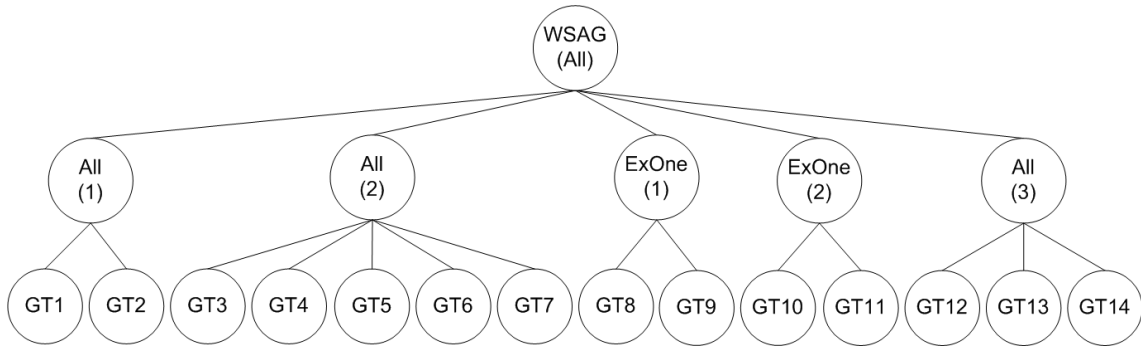 WSAG
(All)
All
(1)
All
(2)
ExOne
(1)
ExOne
(2)
All
(3)
GT1
GT2
GT3
GT4
GT5
GT6
GT7
GT8
GT9
GT10
GT11
GT12
GT13
GT14